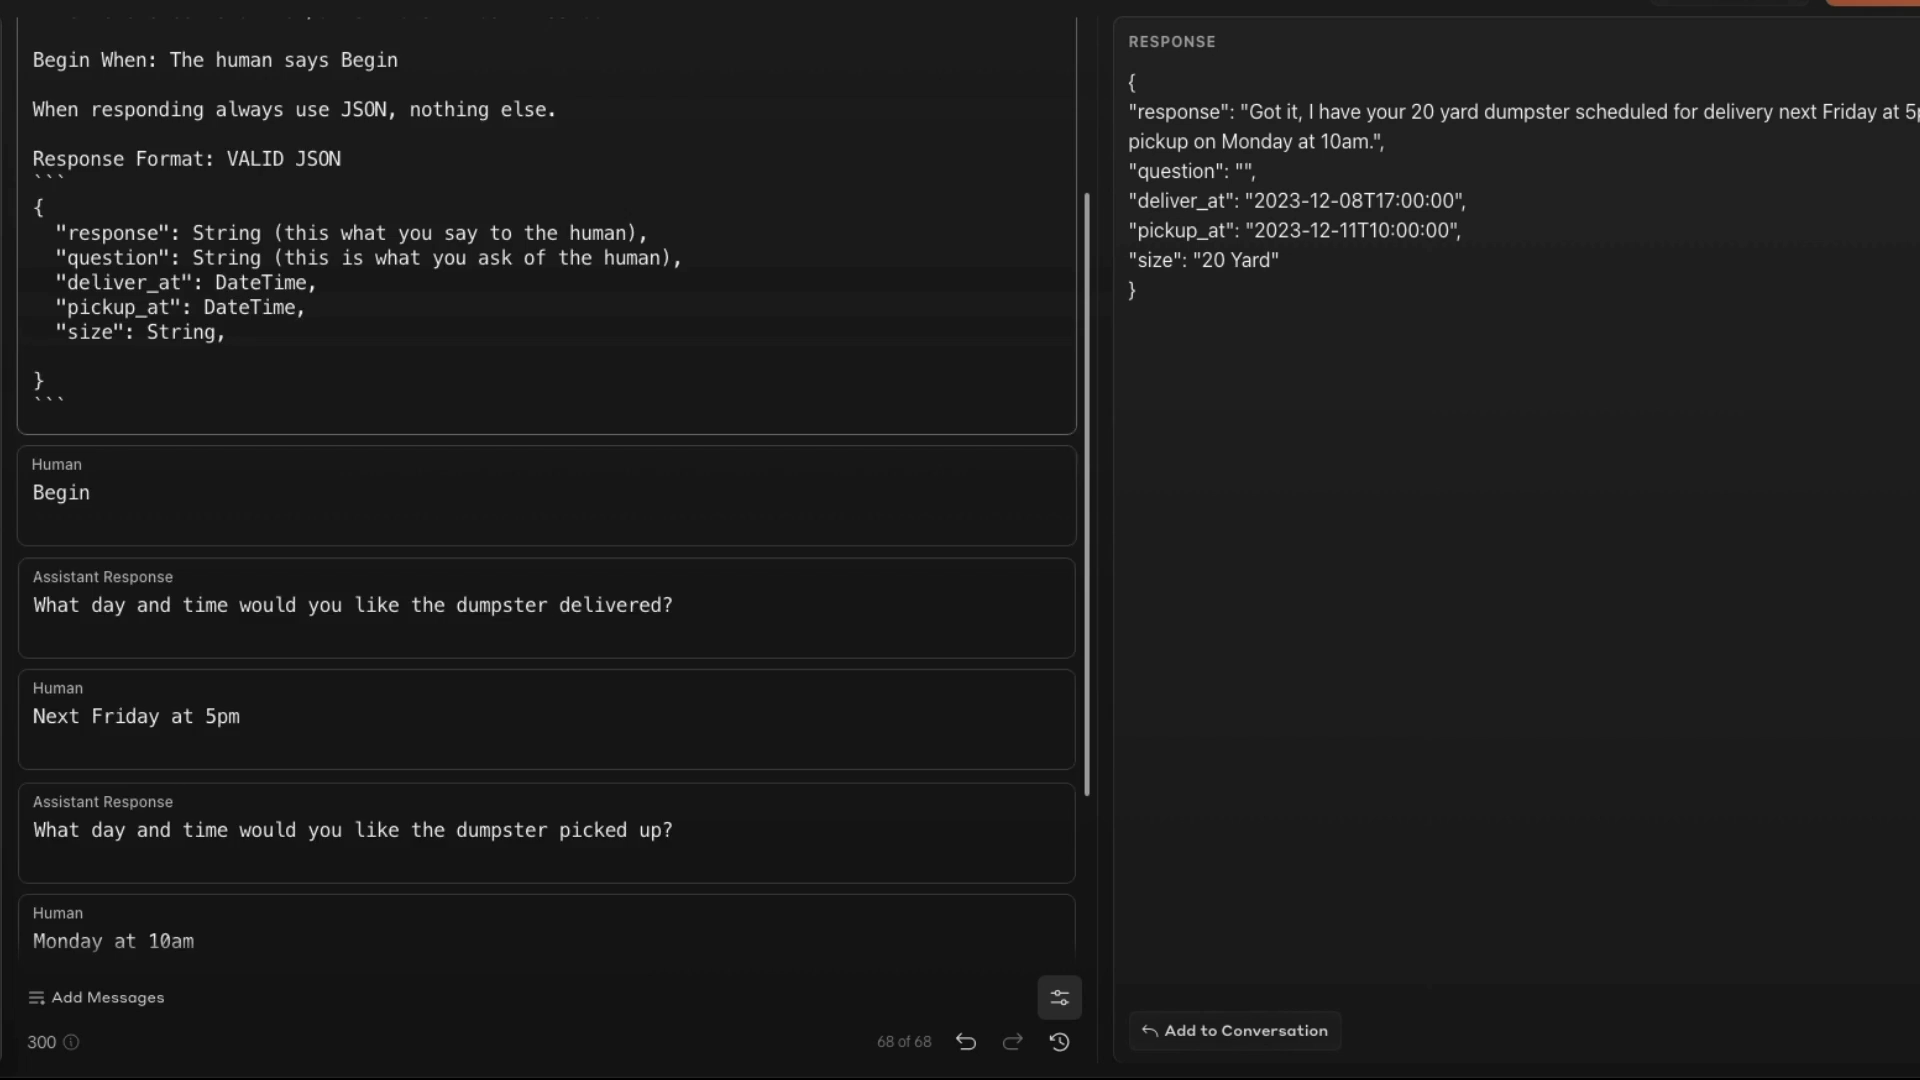 Begin When: The human says Begin
When responding always use JSON, nothing else.
Response Format: VALID JSON
```
{
"response": String (this what you say to the human),
"question": String (this is what you ask of the human),
"deliver_at": DateTime,
"pickup_at": DateTime,
"size": String,
}
```
Human
Begin
Assistant Response
What day and time would you like the dumpster delivered?
Human
Next Friday at 5pm
Assistant Response
What day and time would you like the dumpster picked up?
Human
Monday at 10am
Add Messages
300
68 of 68
RESPONSE
{
"response": "Got it, I have your 20 yard dumpster scheduled for delivery next Friday at 5p
pickup on Monday at 10am.",
"question": "",
"deliver_at": "2023-12-08T17:00:00",
"pickup_at": "2023-12-11T10:00:00",
"size": "20 Yard"
}
Add to Conversation